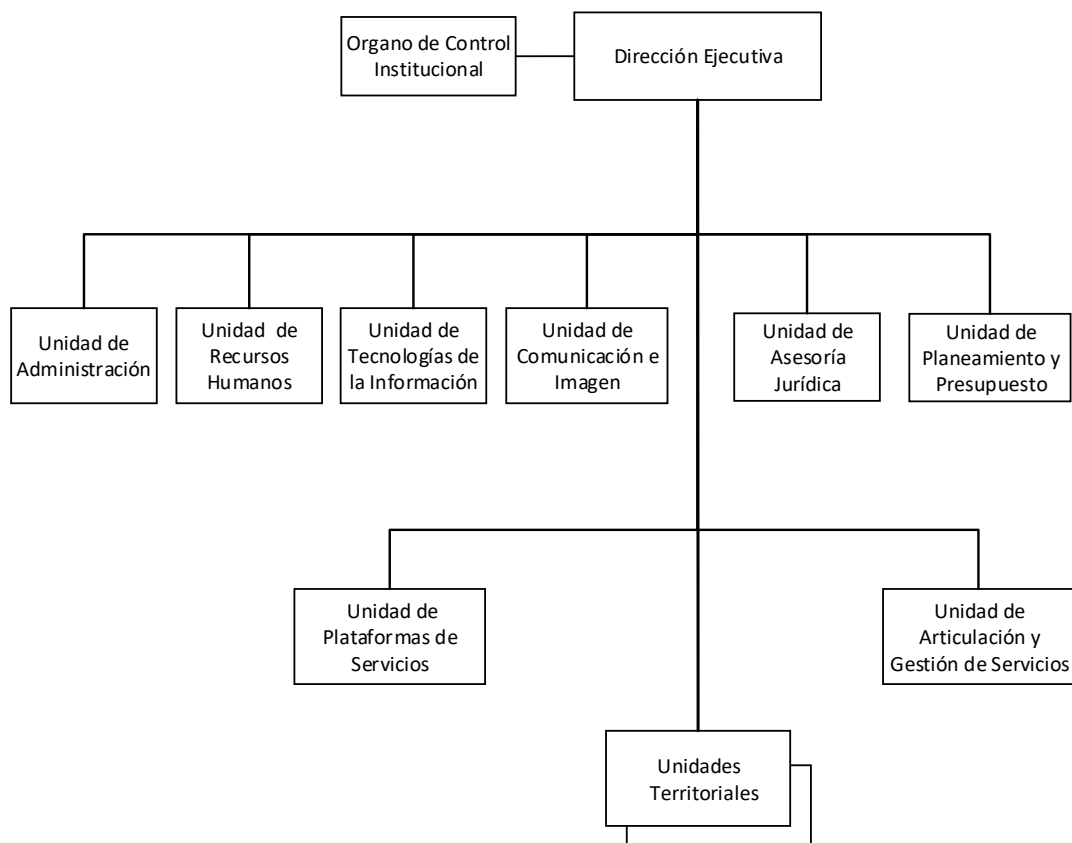 Organo de Control
Institucional
Dirección Ejecutiva
Unidad de
Administración
Unidad de
Recursos
Humanos
Unidad de
Tecnologías de
la Información
Unidad de
Comunicación e
Imagen
Unidad de
Asesoría
Jurídica
Unidad de
Planeamiento y
Presupuesto
Unidad de
Plataformas de
Servicios
Unidad de
Articulación y
Gestión de Servicios
Unidades
Territoriales